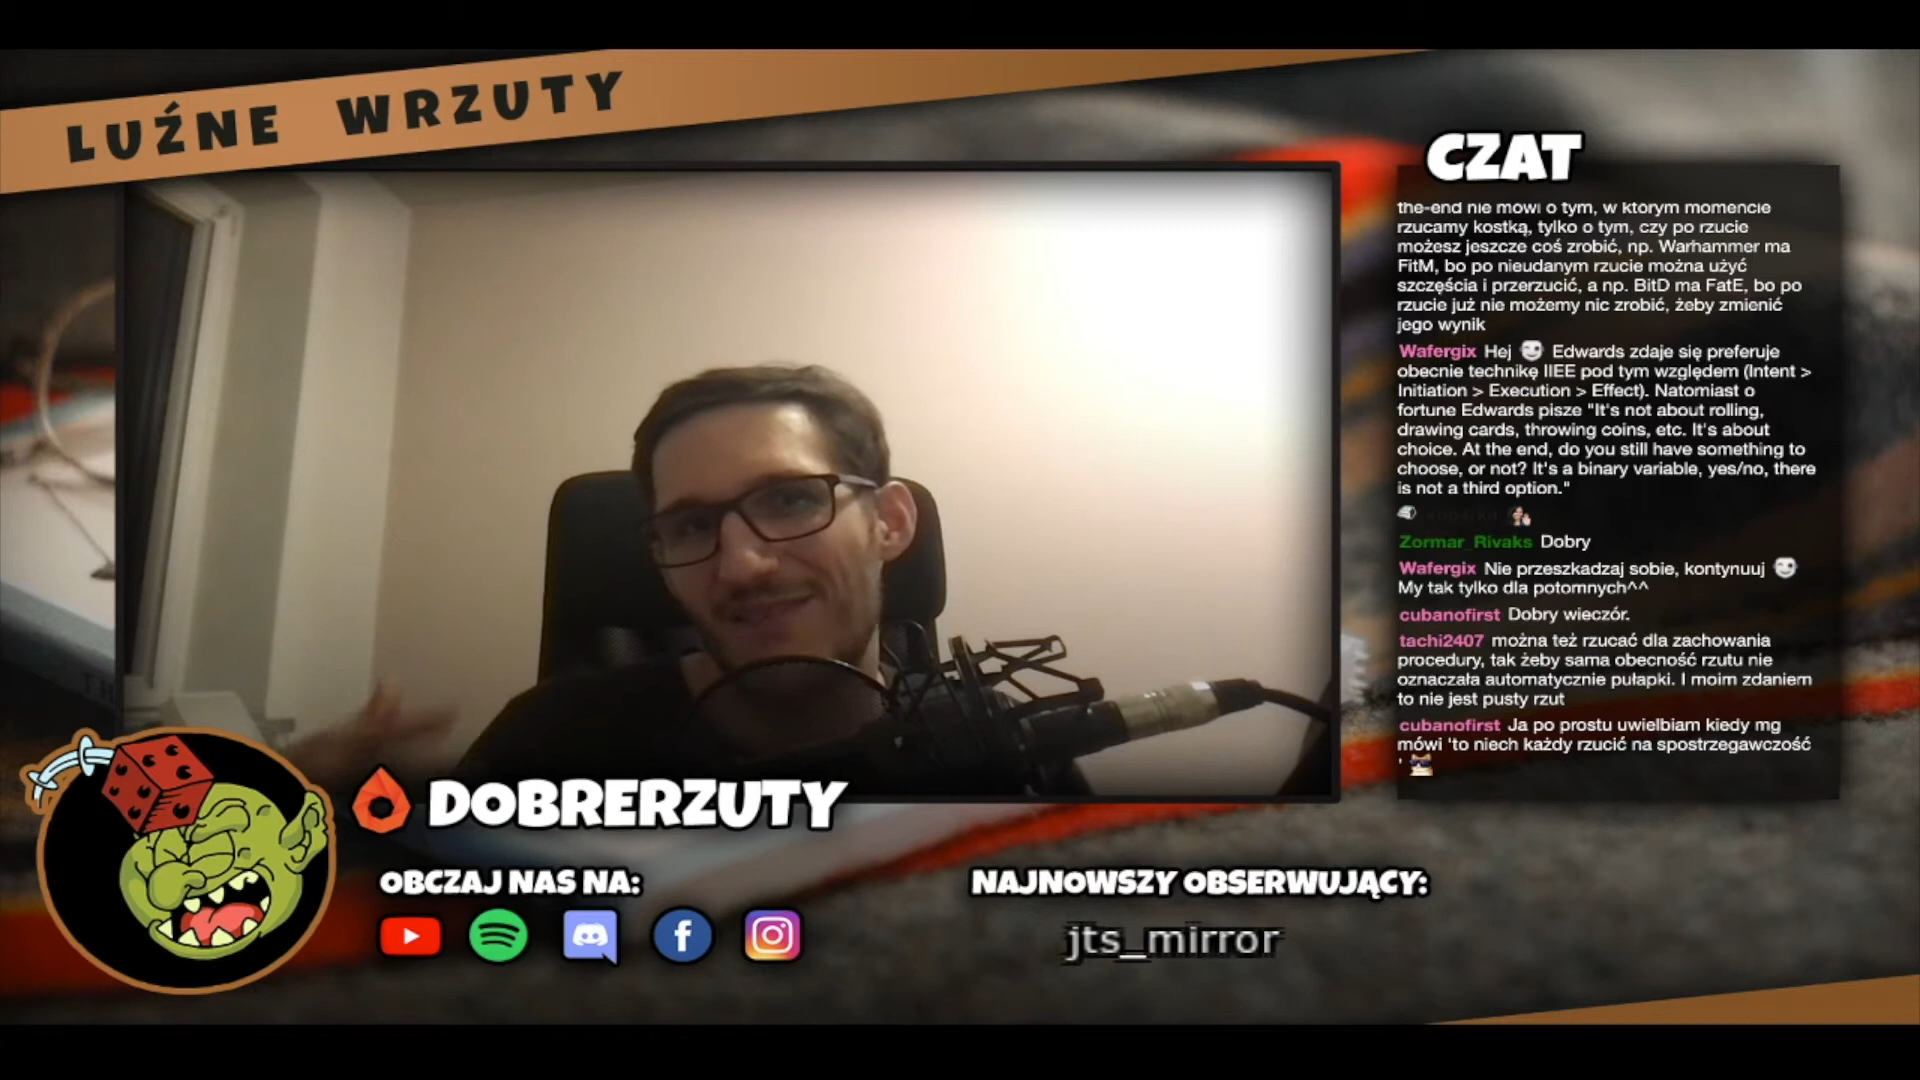 LUŹNE WRZUTY
CZAT
the-end nie mówi o tym, w którym momencie
rzucamy kostką, tylko o tym, czy po rzucie
możesz jeszcze coś zrobić, np. Warhammer ma
FitM, bo po nieudanym rzucie można użyć
szczęścia i przerzucić, a np. BitD ma FatE, bo po
rzucie już nie możemy nic zrobić, żeby zmienić
jego wynik
Wafergix Hej Edwards zdaje się preferuje
obecnie technikę IIEE pod tym względem (Intent >
Initiation > Execution > Effect). Natomiast o
fortune Edwards pisze "It's not about rolling,
drawing cards, throwing coins, etc. It's about
choice. At the end, do you still have something to
choose, or not? It's a binary variable, yes/no, there
is not a third option."
Zormar_Rivaks Dobry
Wafergix Nie przeszkadzaj sobie, kontynuuj
My tak tylko dla potomnych^^
cubanofirst Dobry wieczór.
tachi2407 można też rzucać dla zachowania
procedury, tak żeby sama obecność rzutu nie
oznaczała automatycznie pułapki. I moim zdaniem
to nie jest pusty rzut
cubanofirst Ja po prostu uwielbiam kiedy mg
mówi 'to niech każdy rzucić na spostrzegawczość
'
DOBRERZUTY
OBCZAJ NAS NA:
NAJNOWSZY OBSERWUJĄCY:
jts_mirror